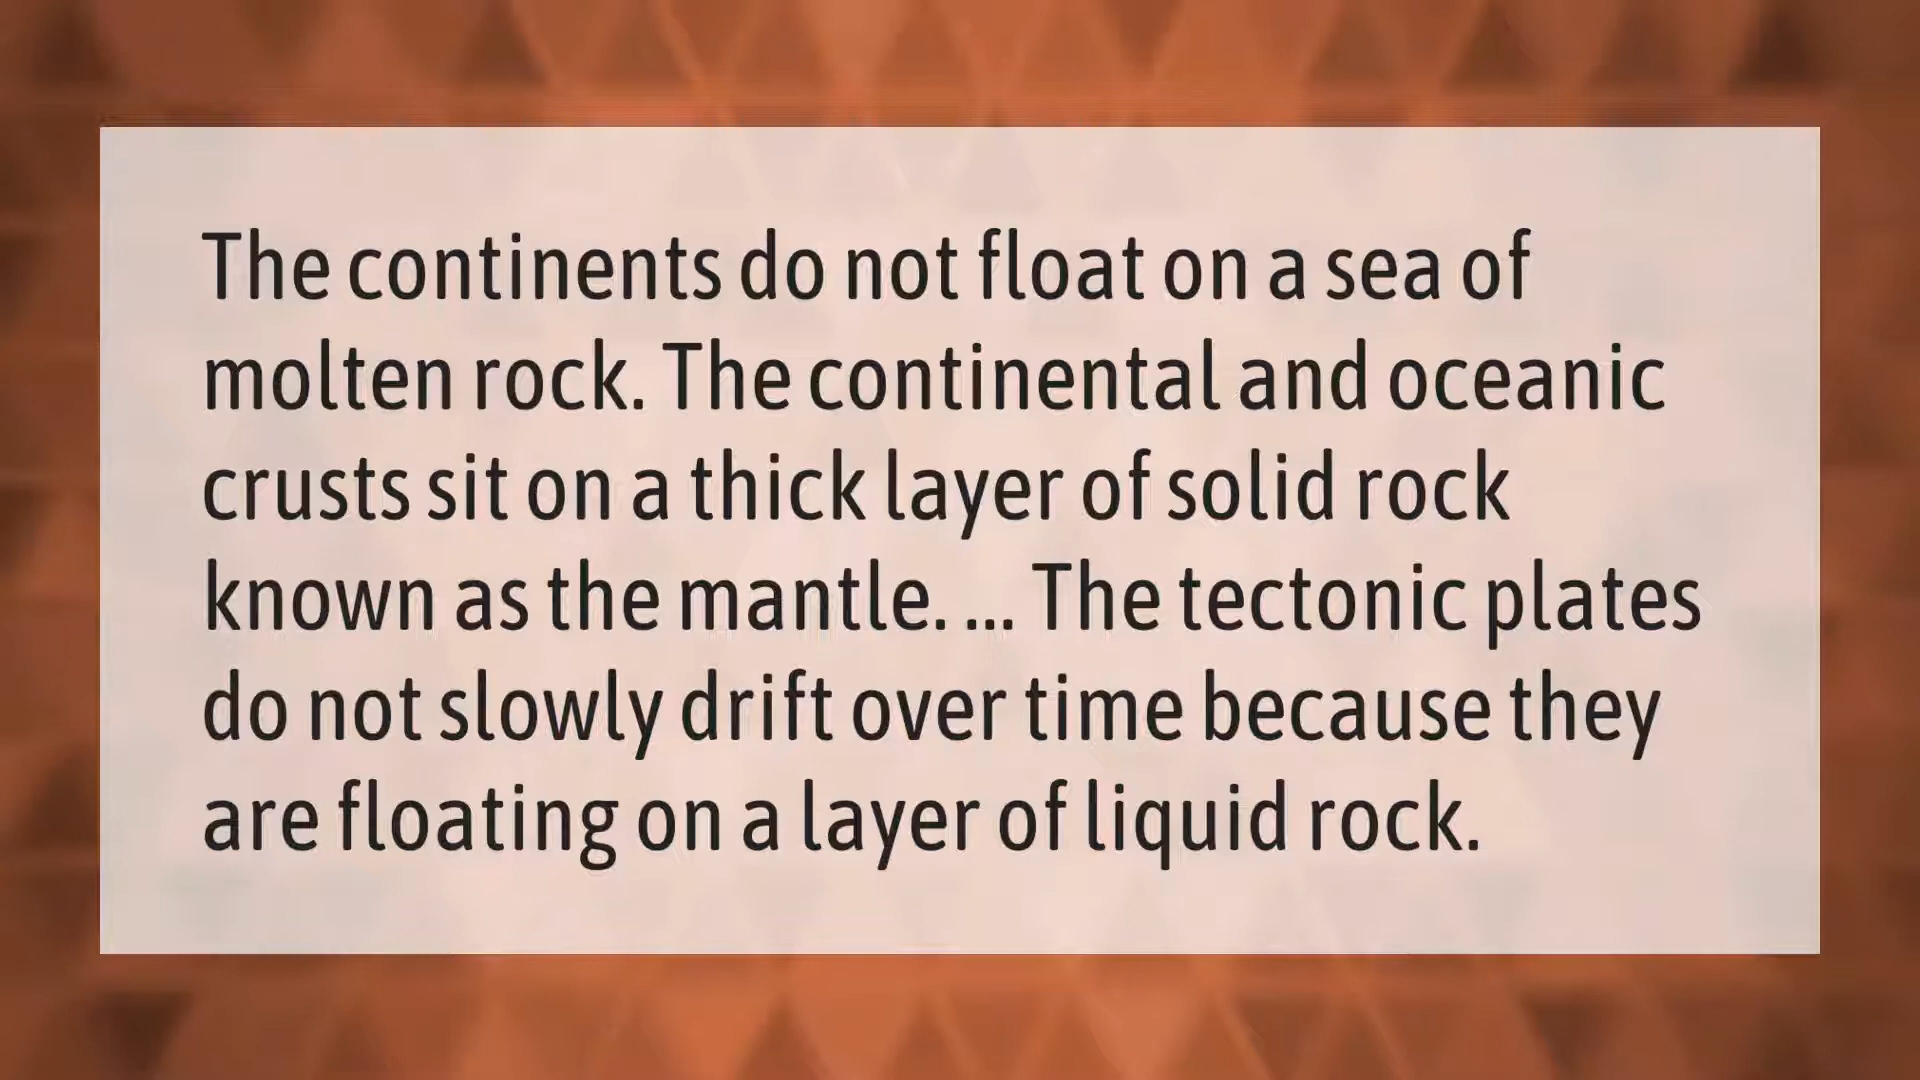 The continents do not float on a sea of
molten rock. The continental and oceanic
crusts sit on a thick layer of solid rock
known as the mantle. ... The tectonic plates
do not slowly drift over time because they
are floating on a layer of liquid rock.